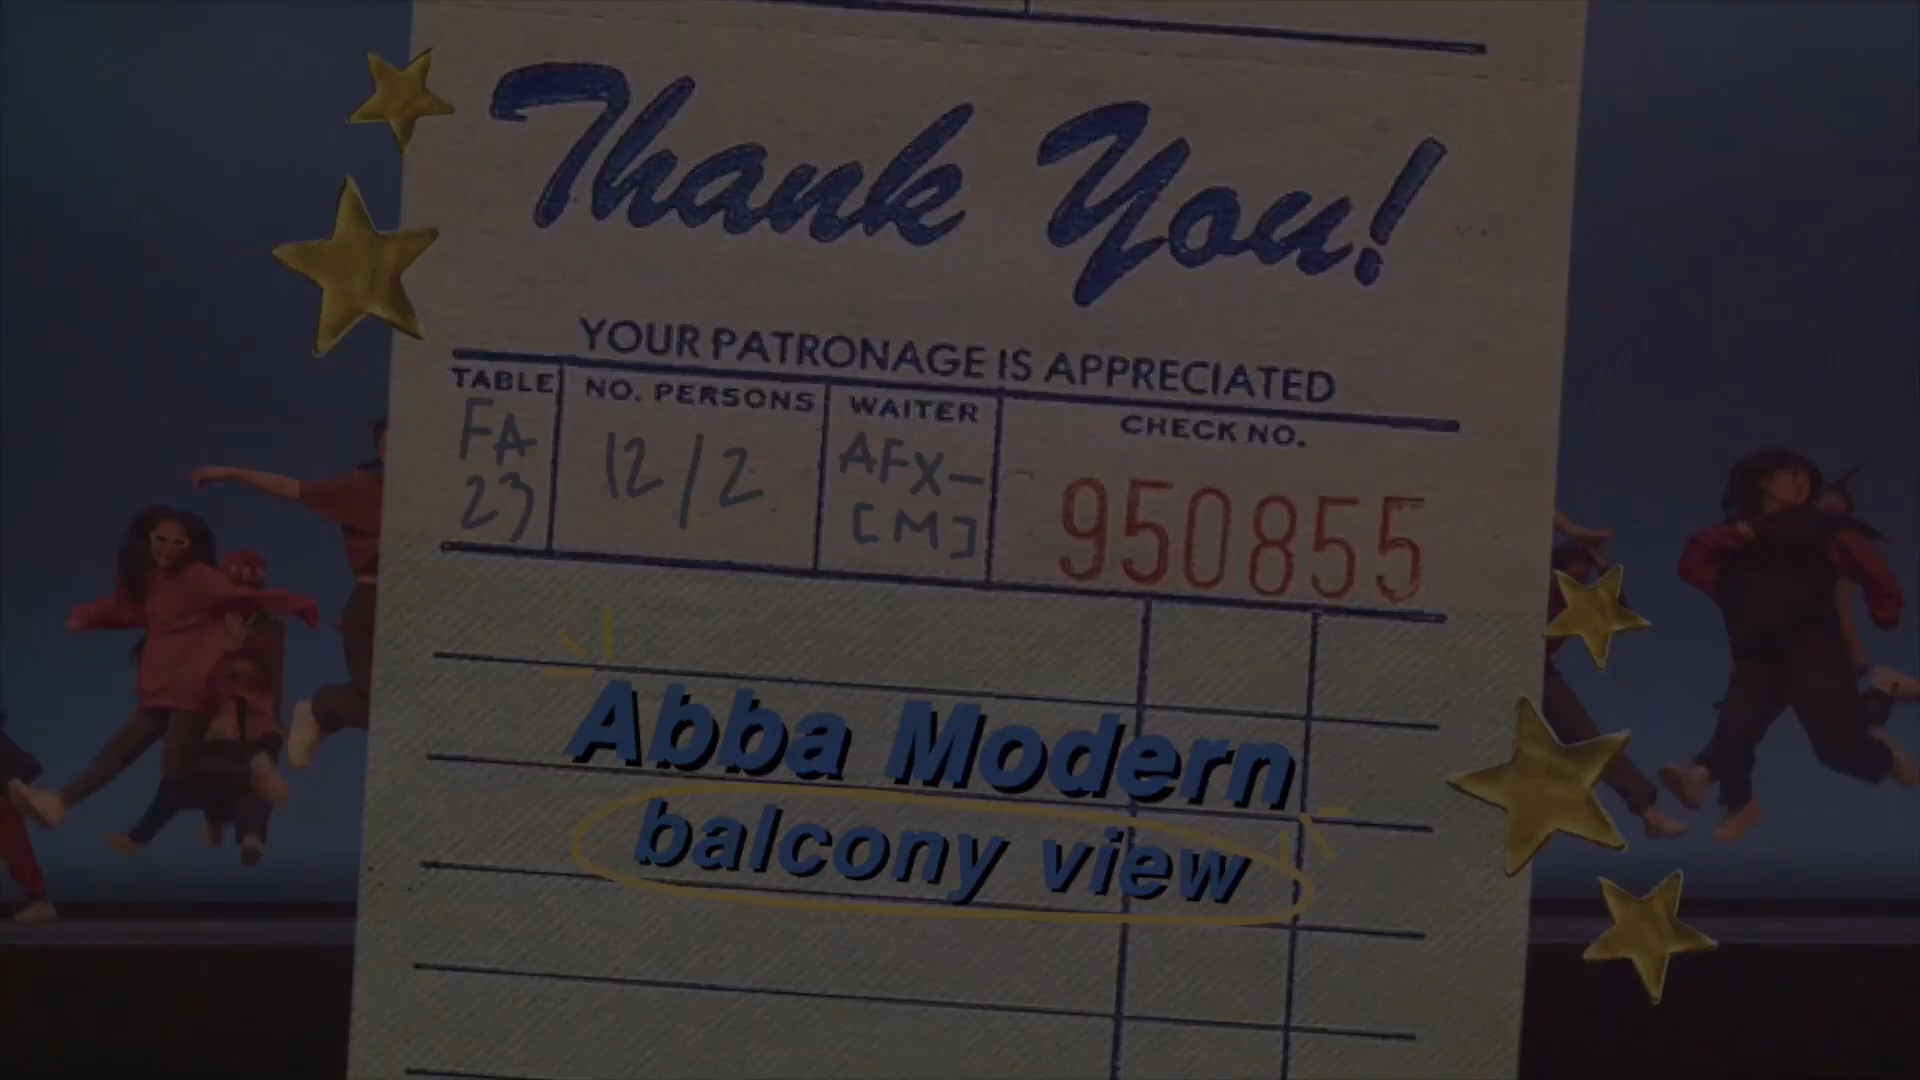 Thank You!
YOUR PATRONAGE IS APPRECIATED
TABLE NO. PERSONS WAITER CHECK NO.
FA 23 12/2 AFX-[M] 950855
Abba Modern
balcony view